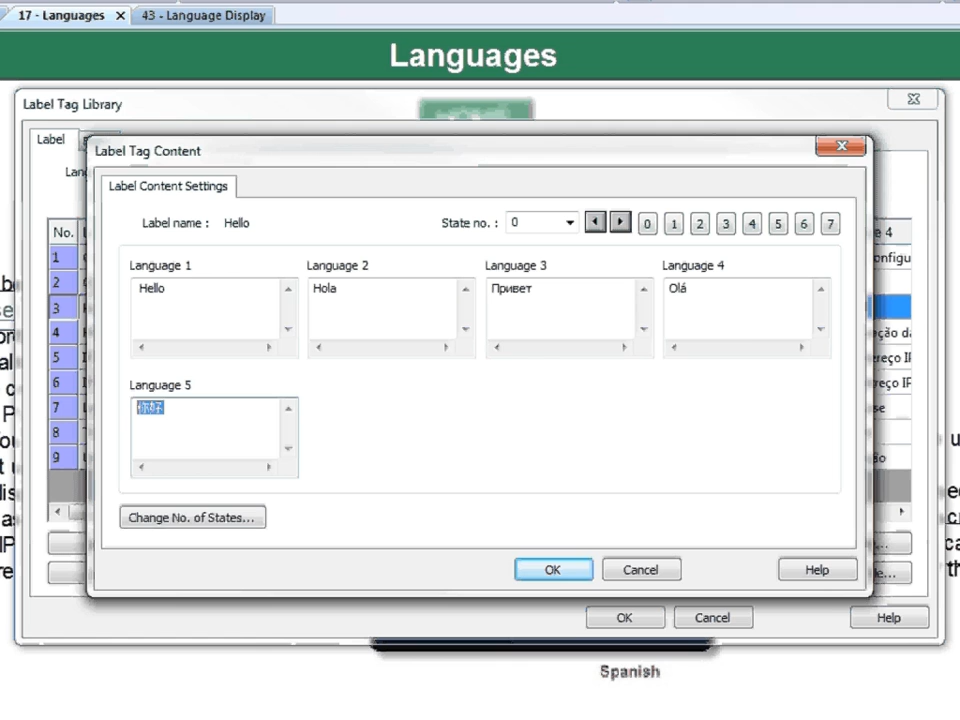 17 - Languages
43 - Language Display
Languages
Label Tag Library
Label
Label Tag Content
Label Content Settings
Label name : Hello
State no. : 0
0 1 2 3 4 5 6 7
No.
Language 1
Language 2
Language 3
Language 4
Hello
Hola
Привет
Olá
Language 5
你好
1
2
3
4
5
6
7
8
9
Change No. of States...
OK
Cancel
Help
OK
Cancel
Help
Spanish